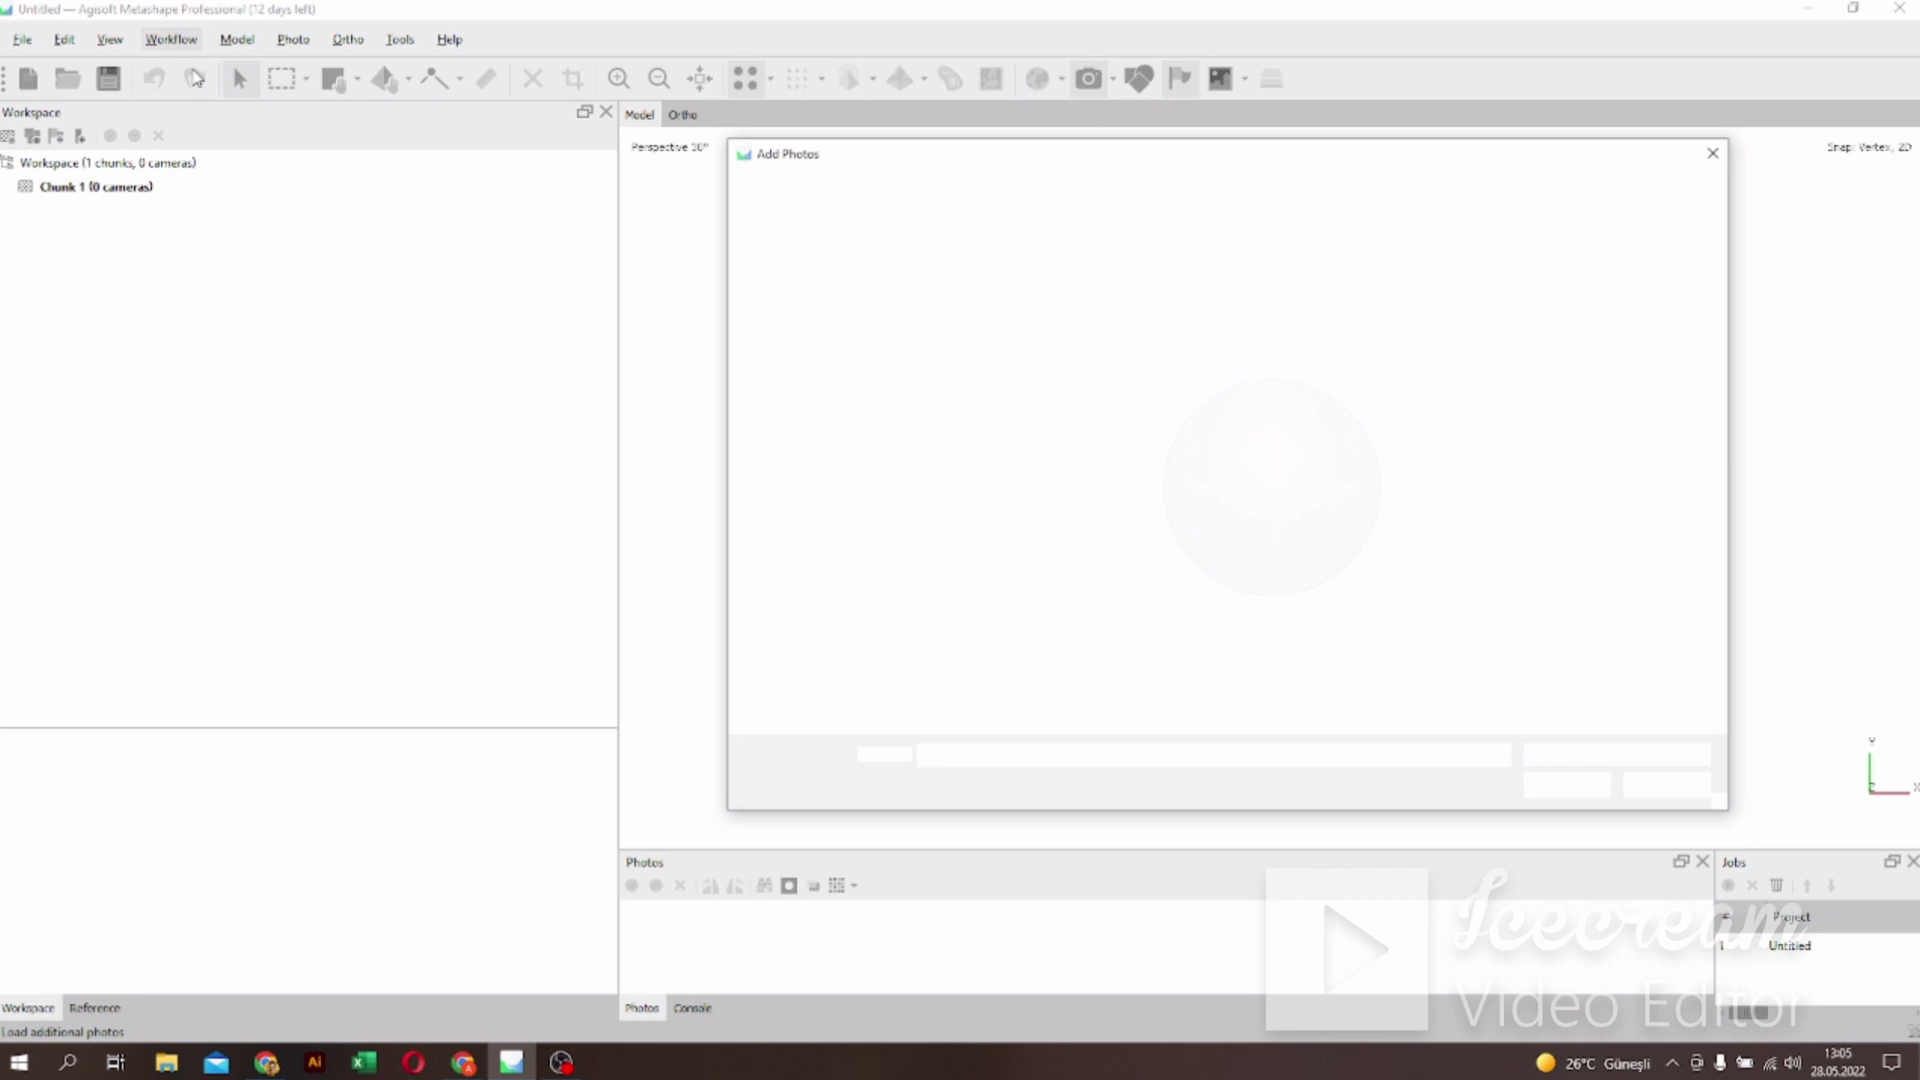 Untitled — Agisoft Metashape Professional (12 days left)
File Edit View Workflow Model Photo Ortho Tools Help
Workspace
Model Ortho
Perspective 30°
Snap: Vertex, 2D
Add Photos
Workspace (1 chunks, 0 cameras)
Chunk 1 (0 cameras)
Y
X
Photos
Jobs
Project
Untitled
Icecream
Video Editor
Workspace Reference
Photos Console
Load additional photos
Ai
26°C Güneşli
13:05
28.05.2022